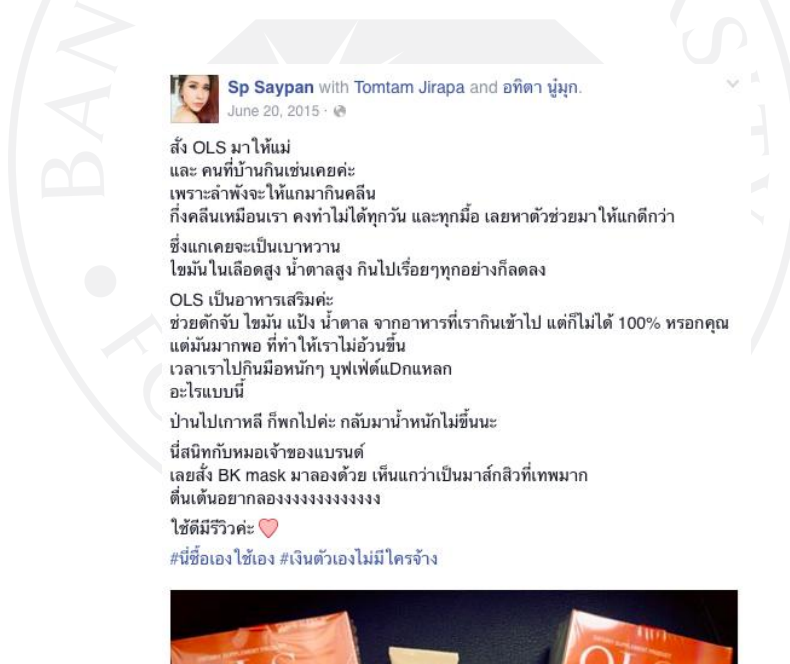 Sp Saypan with Tomtam Jirapa and อทิตา นู๋มุก.
June 20, 2015 ·
สั่ง OLS มาให้แม่
และ คนที่บ้านกินเช่นเคยค่ะ
เพราะลำพังจะให้แกมากินคลีน
กึ่งคลีนเหมือนเรา คงทำไม่ได้ทุกวัน และทุกมื้อ เลยหาตัวช่วยมาให้แกดีกว่า
ซึ่งแกเคยจะเป็นเบาหวาน
ไขมันในเลือดสูง น้ำตาลสูง กินไปเรื่อยๆทุกอย่างก็ลดลง
OLS เป็นอาหารเสริมค่ะ
ช่วยดักจับ ไขมัน แป้ง น้ำตาล จากอาหารที่เรากินเข้าไป แต่ก็ไม่ได้ 100% หรอกคุณ
แต่มันมากพอ ที่ทำให้เราไม่อ้วนขึ้น
เวลาเราไปกินมือหนักๆ บุฟเฟ่ต์แDกแหลก
อะไรแบบนี้
ป่านไปเกาหลี ก็พกไปค่ะ กลับมาน้ำหนักไม่ขึ้นนะ
นี่สนิทกับหมอเจ้าของแบรนด์
เลยสั่ง BK mask มาลองด้วย เห็นแกว่าเป็นมาส์กสิวที่เทพมาก
ตื่นเต้นอยากลองงงงงงงงงงงงง
ใช้ดีมีรีวิวค่ะ
#นี่ซื้อเองใช้เอง #เงินตัวเองไม่มีใครจ้าง
OLS
OLS